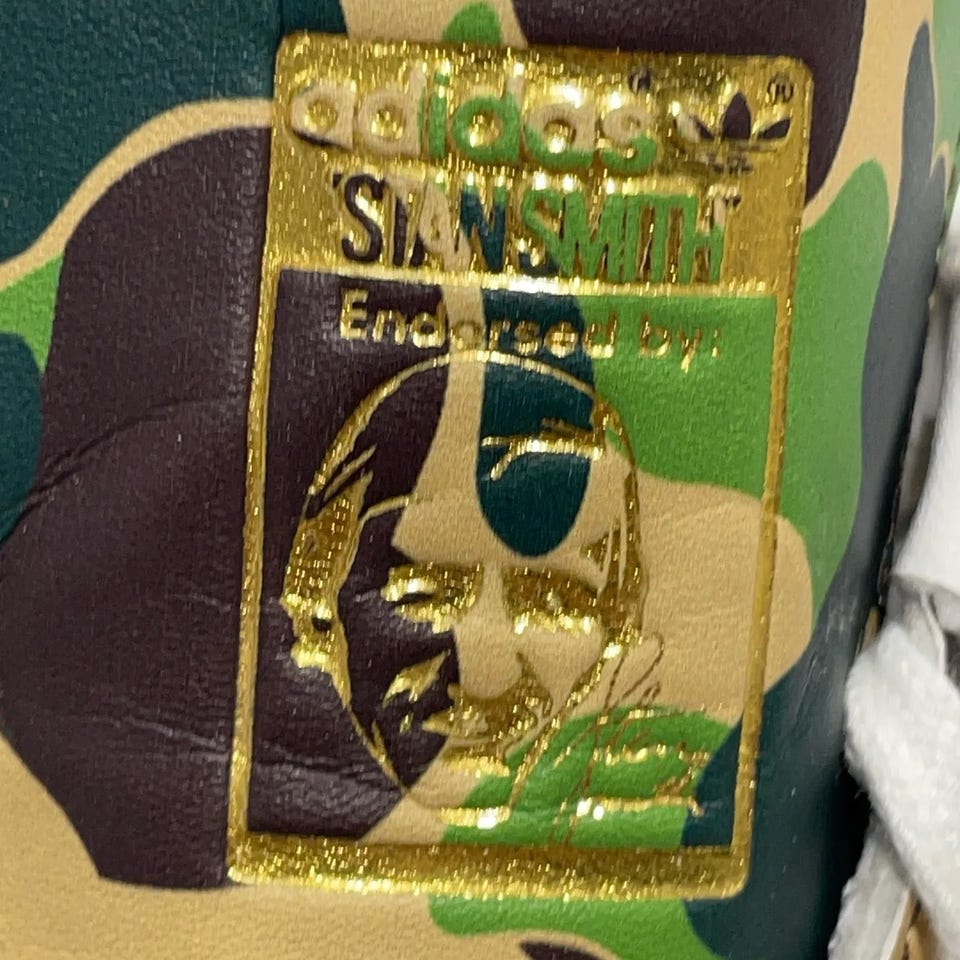 adidas ®
"STAN SMITH"
Endorsed by: